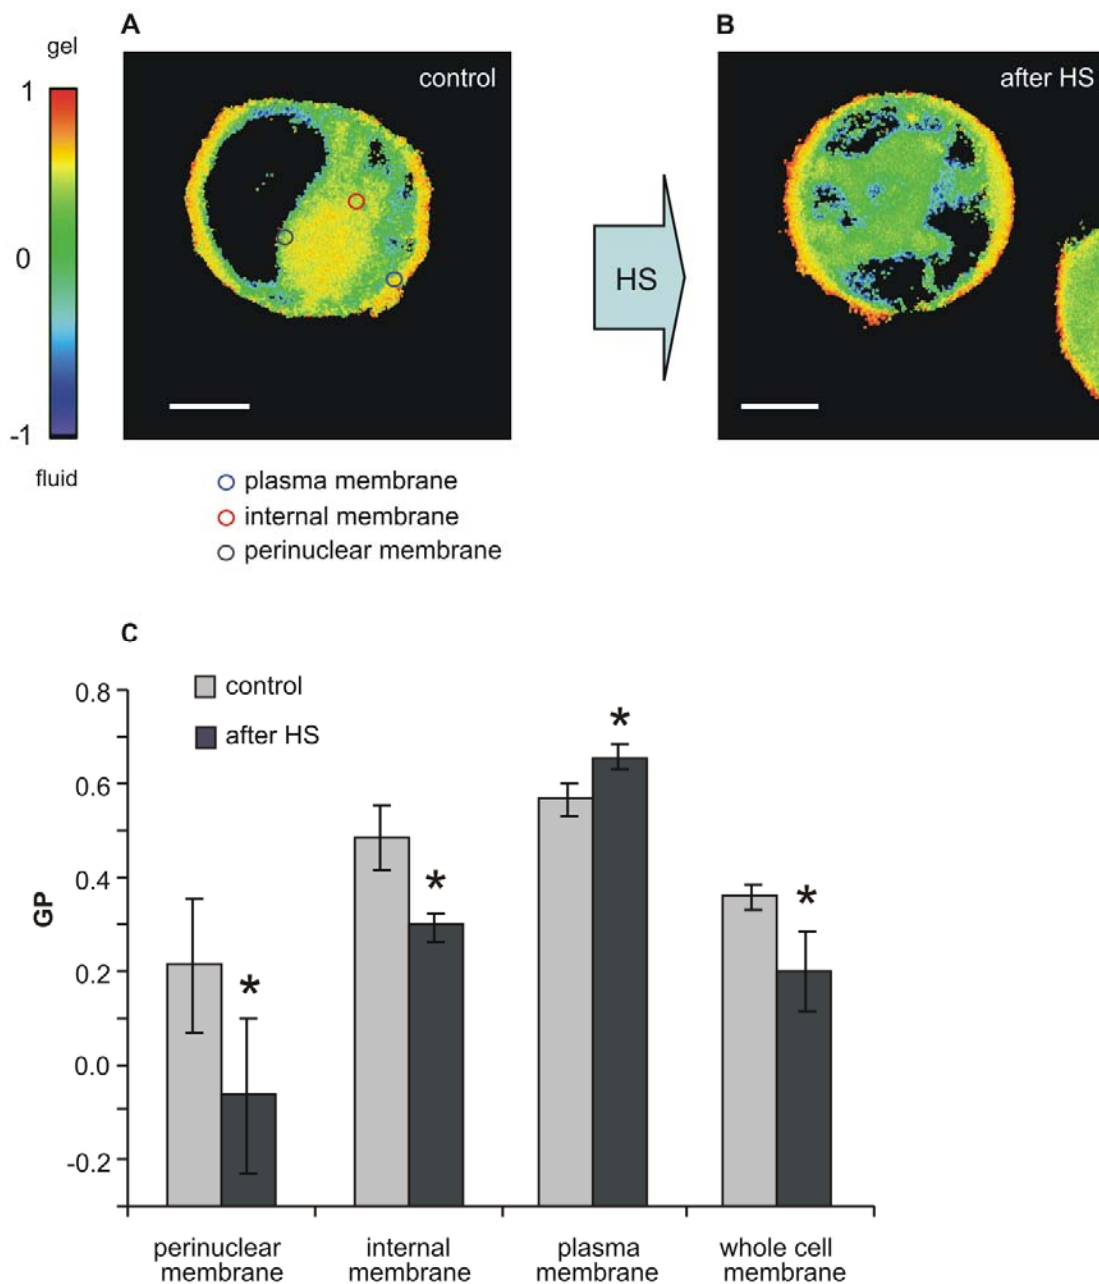 A
B
gel
1
0
-1
fluid
control
HS
after HS
plasma membrane
internal membrane
perinuclear membrane
C
control
after HS
0.8
0.6
0.4
0.2
0.0
-0.2
GP
*
*
*
*
perinuclear
membrane
internal
membrane
plasma
membrane
whole cell
membrane